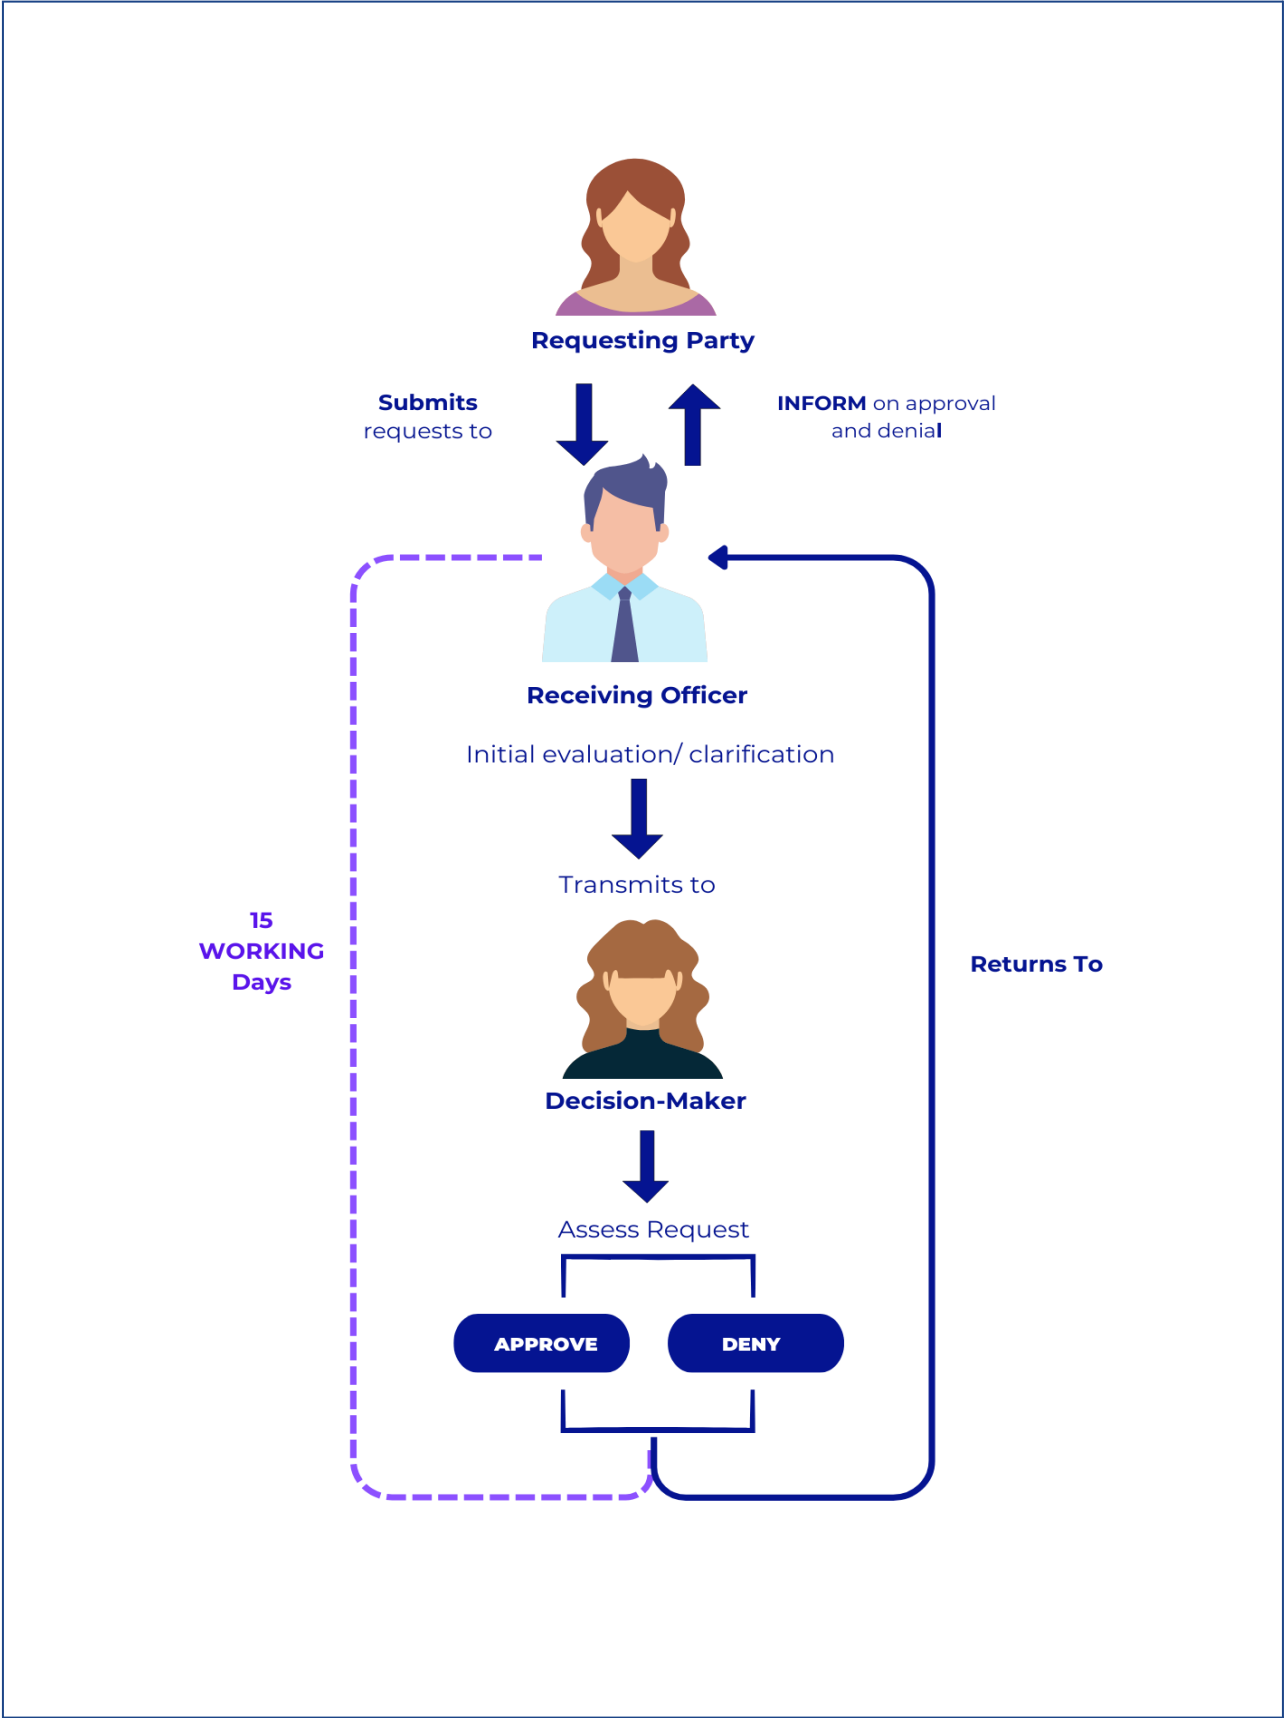 Requesting Party
Submits
requests to
INFORM on approval
and denial
Receiving Officer
Initial evaluation/ clarification
Transmits to
15
WORKING
Days
Returns To
Decision-Maker
Assess Request
APPROVE
DENY